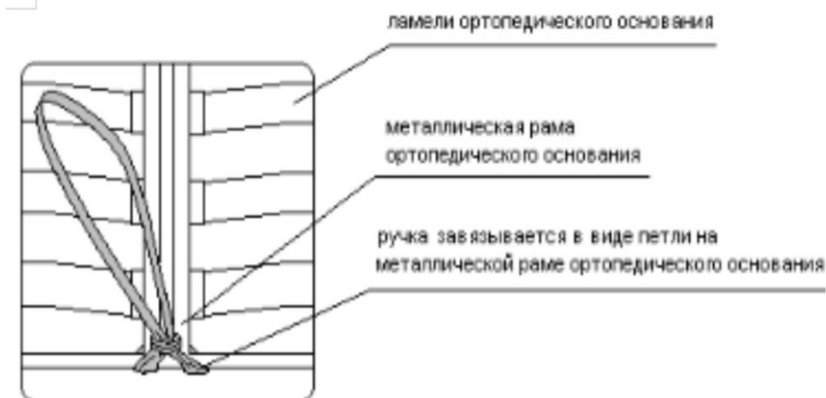 ламели ортопедического основания
металлическая рама
ортопедического основания
ручка завязывается в виде петли на
металлической раме ортопедического основания